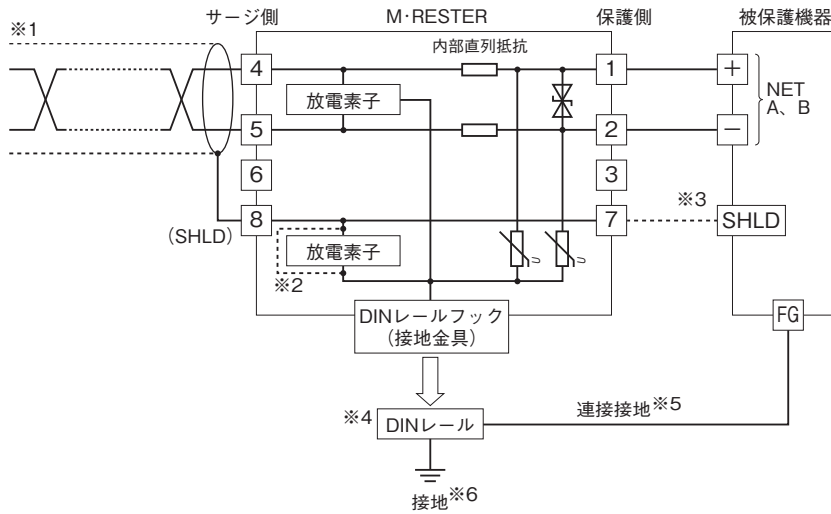 サージ側
M·RESTER
保護側
被保護機器
※1
内部直列抵抗
4
1
+
放電素子
NET
A、B
5
2
−
6
3
※3
8
7
SHLD
(SHLD)
放電素子
※2
DINレールフック
(接地金具)
FG
※4
DINレール
連接接地※5
接地※6